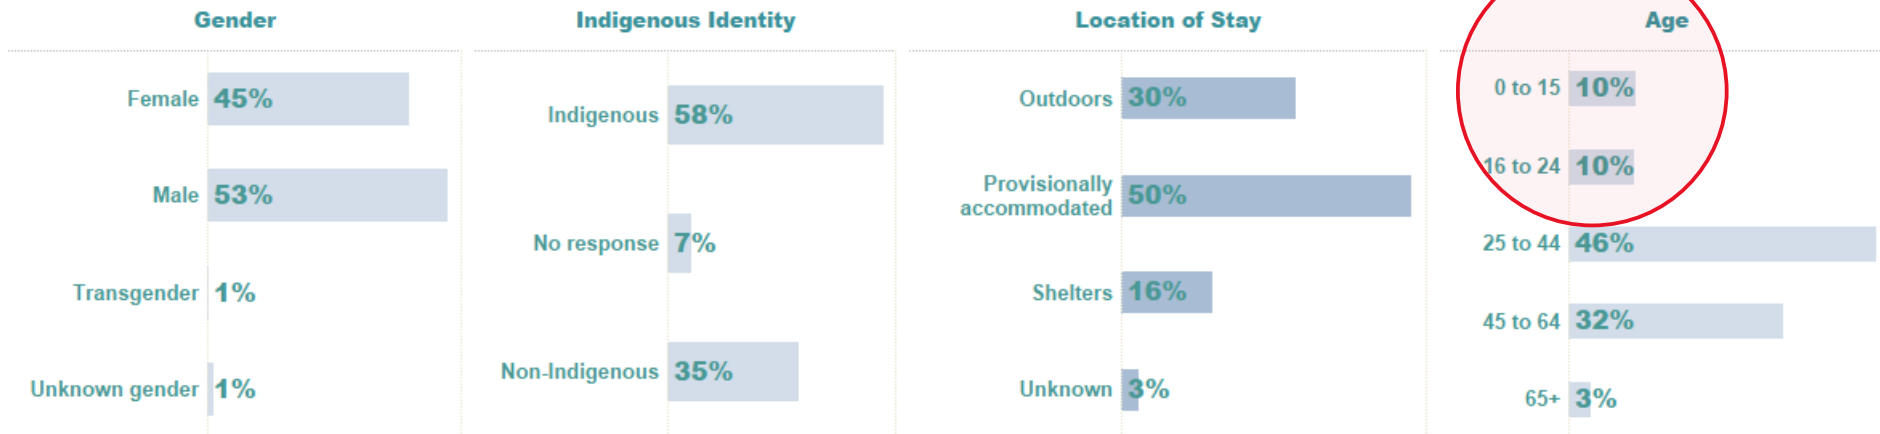 Gender
Female 45%
Male 53%
Transgender 1%
Unknown gender 1%
Indigenous Identity
Indigenous 58%
No response 7%
Non-Indigenous 35%
Location of Stay
Outdoors 30%
Provisionally
accommodated 50%
Shelters 16%
Unknown 3%
Age
0 to 15 10%
16 to 24 10%
25 to 44 46%
45 to 64 32%
65+ 3%